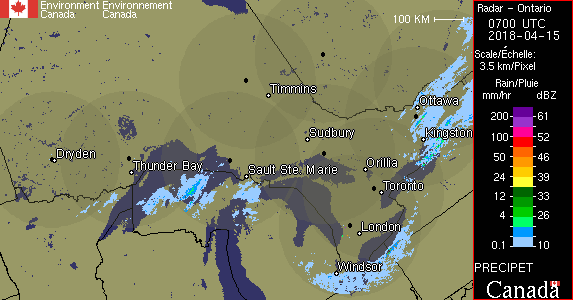 Environment Environnement
Canada Canada
100 KM
Timmins
Ottawa
Sudbury
Kingston
Dryden
Thunder Bay
Sault Ste. Marie
Orillia
Toronto
London
Windsor
Radar - Ontario
0700 UTC
2018-04-15
Scale/Échelle:
3.5 km/Pixel
Rain/Pluie
mm/hr dBZ
200 61
100 52
50 46
24 39
12 33
4 26
0.1 10
PRECIPET
Canada